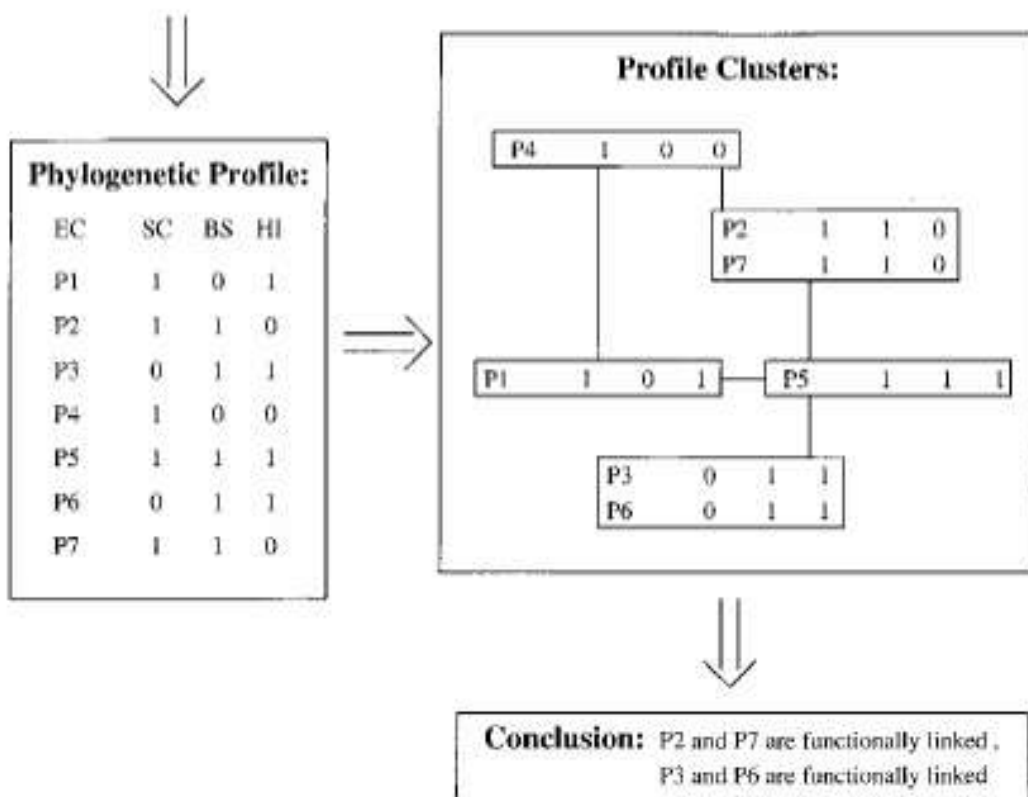 Phylogenetic Profile:
EC SC BS HI
P1 1 0 1
P2 1 1 0
P3 0 1 1
P4 1 0 0
P5 1 1 1
P6 0 1 1
P7 1 1 0
Profile Clusters:
P4 1 0 0
P2 1 1 0
P7 1 1 0
P1 1 0 1
P5 1 1 1
P3 0 1 1
P6 0 1 1
Conclusion: P2 and P7 are functionally linked,
P3 and P6 are functionally linked